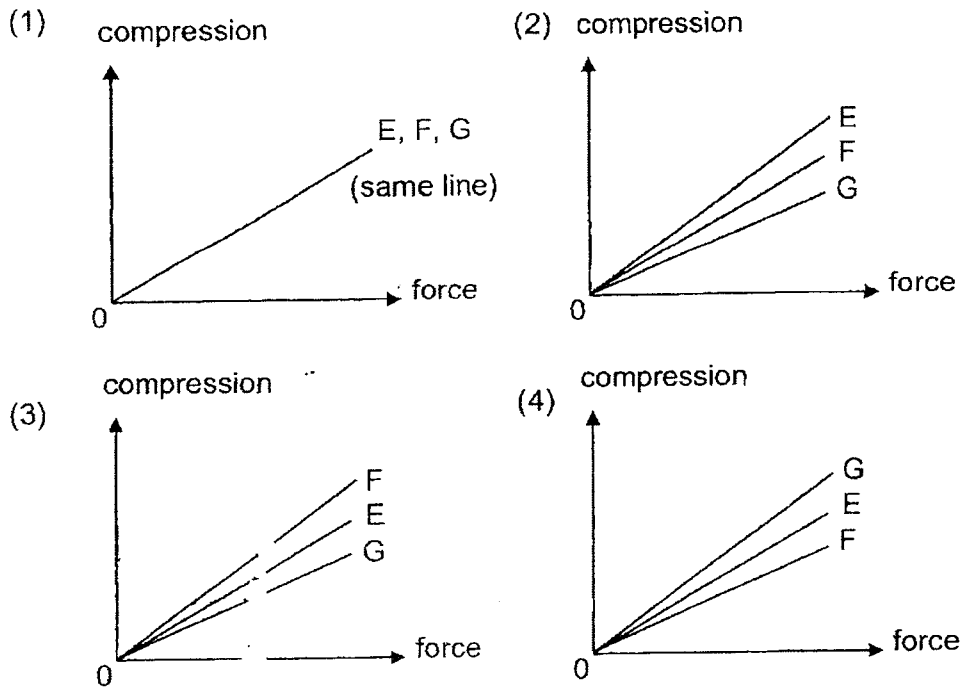 (1) compression
E, F, G
(same line)
force
0
(2) compression
E
F
G
force
0
(3) compression
F
E
G
force
0
(4) compression
G
E
F
force
0